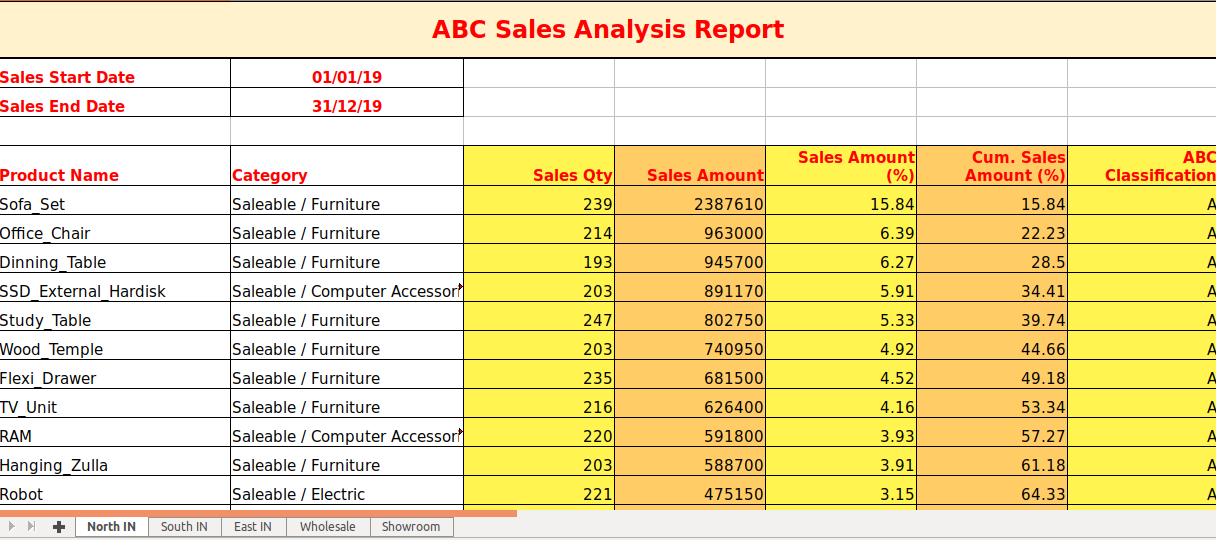 ABC Sales Analysis Report
Sales Start Date 01/01/19
Sales End Date 31/12/19
Product Name Category Sales Qty Sales Amount Sales Amount (%) Cum. Sales Amount (%) ABC Classification
Sofa_Set Saleable / Furniture 239 2387610 15.84 15.84 A
Office_Chair Saleable / Furniture 214 963000 6.39 22.23 A
Dinning_Table Saleable / Furniture 193 945700 6.27 28.5 A
SSD_External_Hardisk Saleable / Computer Accessori 203 891170 5.91 34.41 A
Study_Table Saleable / Furniture 247 802750 5.33 39.74 A
Wood_Temple Saleable / Furniture 203 740950 4.92 44.66 A
Flexi_Drawer Saleable / Furniture 235 681500 4.52 49.18 A
TV_Unit Saleable / Furniture 216 626400 4.16 53.34 A
RAM Saleable / Computer Accessori 220 591800 3.93 57.27 A
Hanging_Zulla Saleable / Furniture 203 588700 3.91 61.18 A
Robot Saleable / Electric 221 475150 3.15 64.33 A
North IN South IN East IN Wholesale Showroom